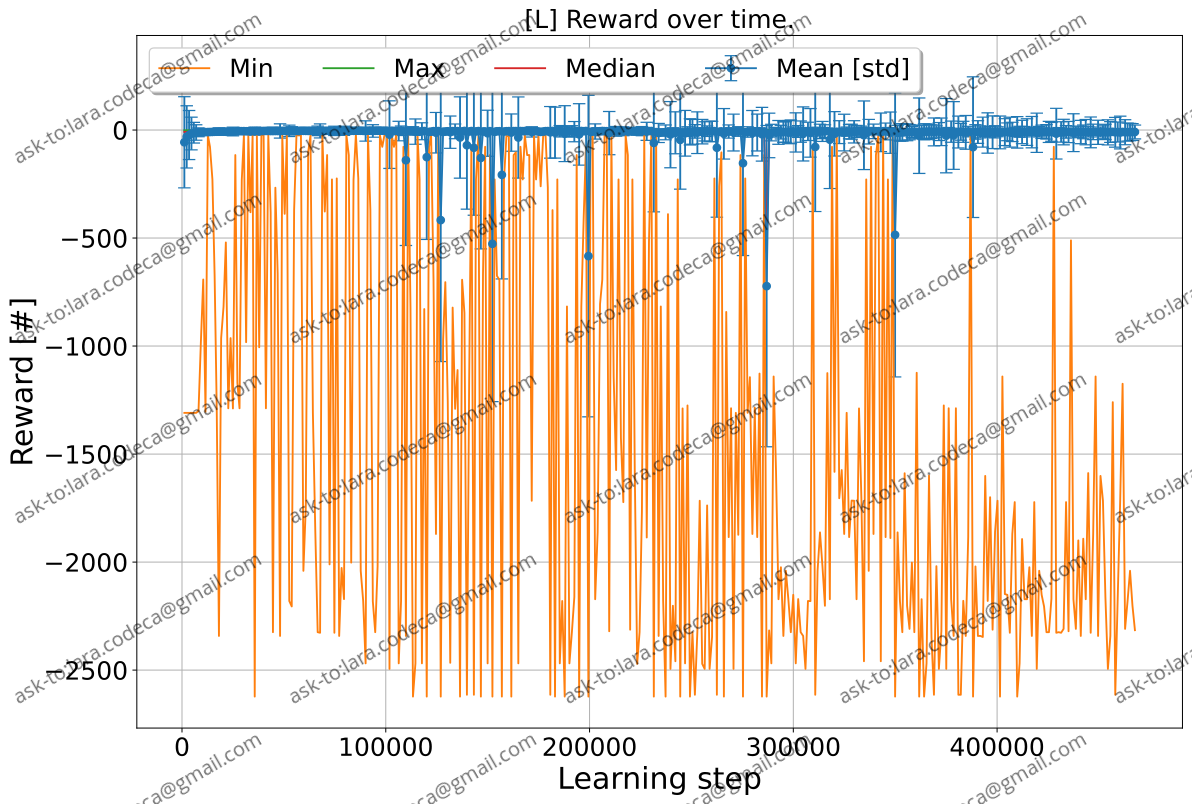 [L] Reward over time.
Min Max Median Mean [std]
0
−500
−1000
−1500
−2000
−2500
Reward [#]
0 100000 200000 300000 400000
Learning step
ask-to:lara.codeca@gmail.com